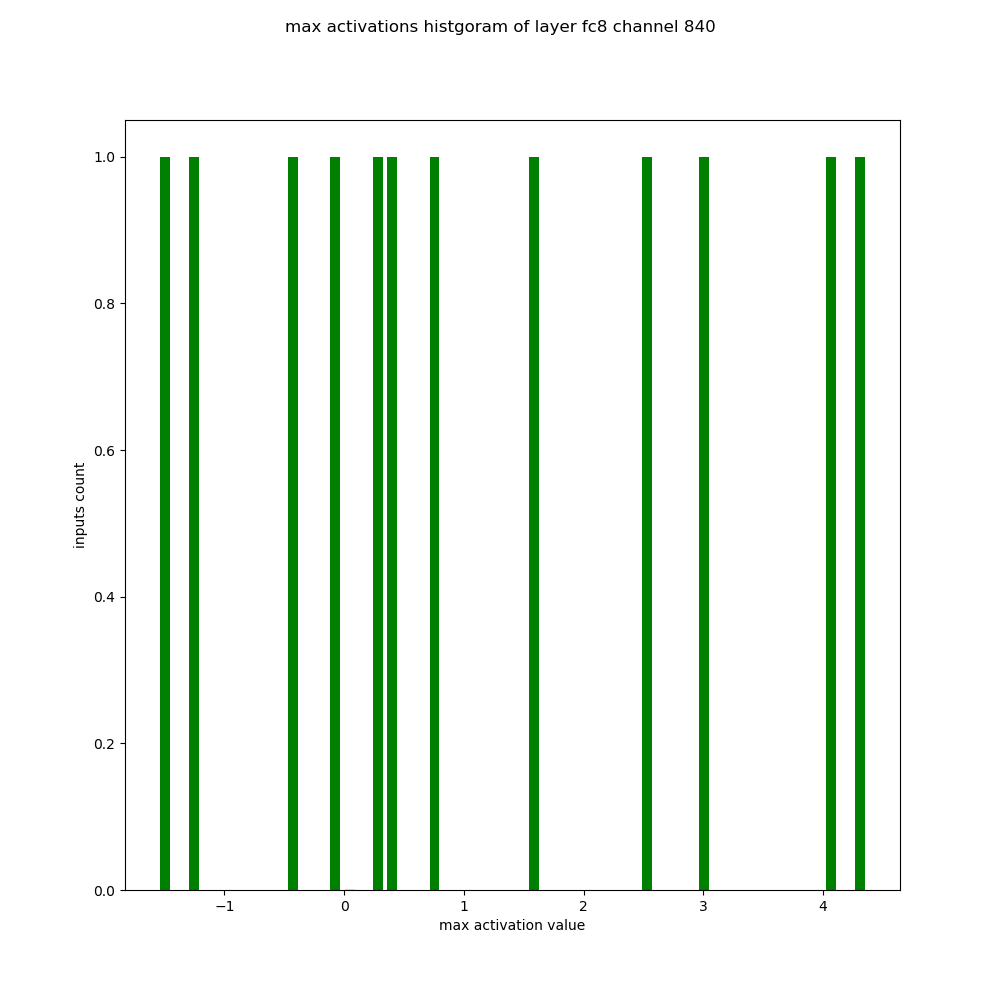 max activations histgoram of layer fc8 channel 840
1.0
0.8
0.6
0.4
0.2
0.0
inputs count
−1 0 1 2 3 4
max activation value